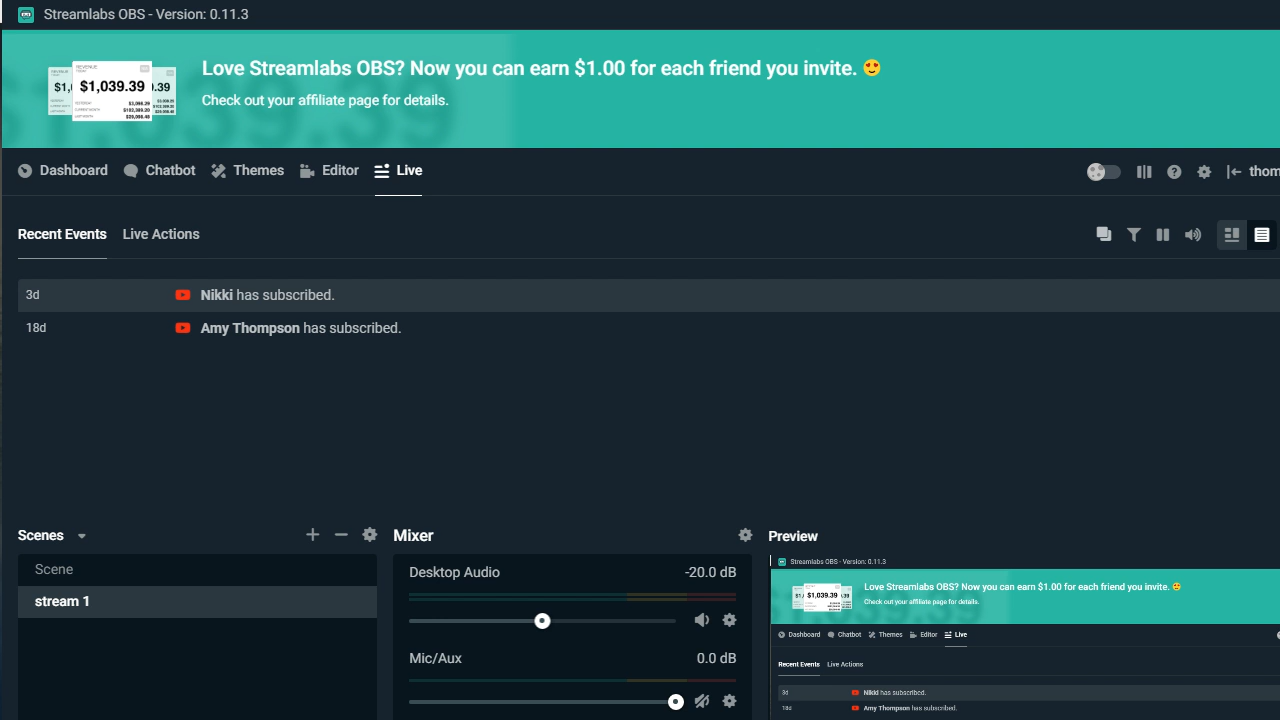 Streamlabs OBS - Version: 0.11.3
REVENUE
$1,039.39
Love Streamlabs OBS? Now you can earn $1.00 for each friend you invite.
Check out your affiliate page for details.
Dashboard Chatbot Themes Editor Live
thom
Recent Events Live Actions
3d Nikki has subscribed.
18d Amy Thompson has subscribed.
Scenes
Scene
stream 1
Mixer
Desktop Audio -20.0 dB
Mic/Aux 0.0 dB
Preview
Streamlabs OBS - Version: 0.11.3
$1,039.39
Love Streamlabs OBS? Now you can earn $1.00 for each friend you invite.
Check out your affiliate page for details.
Dashboard Chatbot Themes Editor Live
Recent Events Live Actions
3d Nikki has subscribed.
18d Amy Thompson has subscribed.